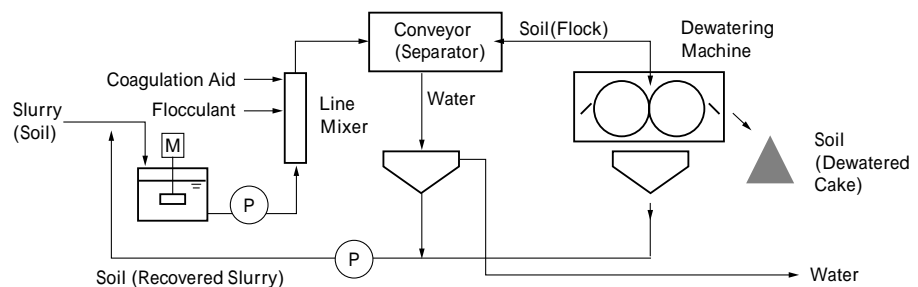 Conveyor
(Separator)
Soil(Flock)
Dewatering
Machine
Coagulation Aid
Flocculant
Line
Mixer
Water
Slurry
(Soil)
M
P
Soil
(Dewatered
Cake)
P
Soil (Recovered Slurry)
Water